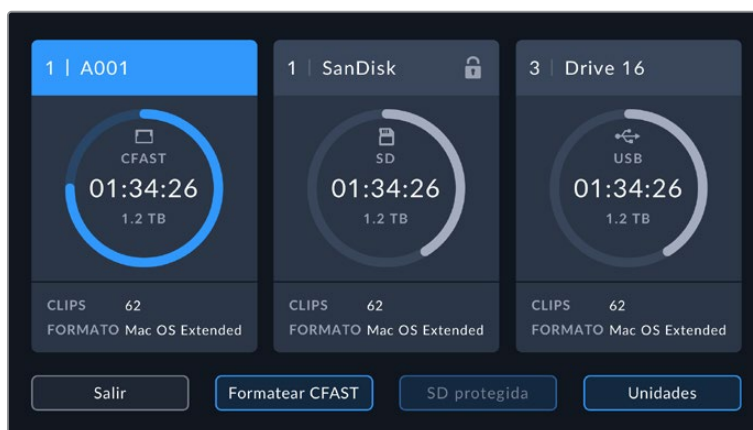 1 | A001
1 | SanDisk
3 | Drive 16
CFAST
01:34:26
1.2 TB
SD
01:34:26
1.2 TB
USB
01:34:26
1.2 TB
CLIPS 62
FORMATO Mac OS Extended
CLIPS 62
FORMATO Mac OS Extended
CLIPS 62
FORMATO Mac OS Extended
Salir
Formatear CFAST
SD protegida
Unidades